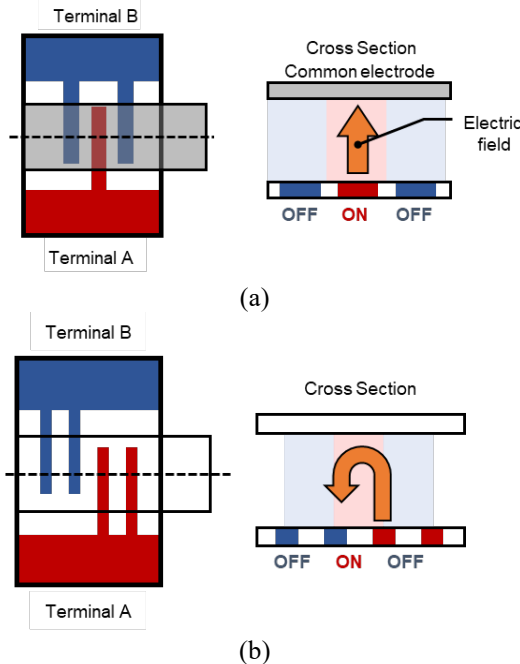 Terminal B
Cross Section
Common electrode
Electric
field
OFF ON OFF
Terminal A
(a)
Terminal B
Cross Section
OFF ON OFF
Terminal A
(b)